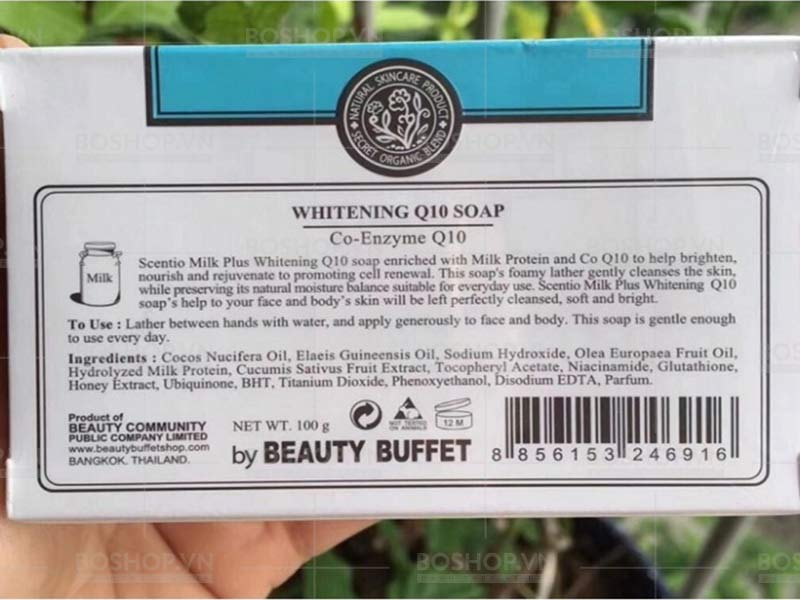 NATURAL SKINCARE PRODUCT
SECRET ORGANIC BLEND
WHITENING Q10 SOAP
Co-Enzyme Q10
Milk
Scentio Milk Plus Whitening Q10 soap enriched with Milk Protein and Co Q10 to help brighten,
nourish and rejuvenate to promoting cell renewal. This soap's foamy lather gently cleanses the skin,
while preserving its natural moisture balance suitable for everyday use. Scentio Milk Plus Whitening Q10
soap's help to your face and body's skin will be left perfectly cleansed, soft and bright.
To Use : Lather between hands with water, and apply generously to face and body. This soap is gentle enough
to use every day.
Ingredients : Cocos Nucifera Oil, Elaeis Guineensis Oil, Sodium Hydroxide, Olea Europaea Fruit Oil,
Hydrolyzed Milk Protein, Cucumis Sativus Fruit Extract, Tocopheryl Acetate, Niacinamide, Glutathione,
Honey Extract, Ubiquinone, BHT, Titanium Dioxide, Phenoxyethanol, Disodium EDTA, Parfum.
Product of
BEAUTY COMMUNITY
PUBLIC COMPANY LIMITED
www.beautybuffetshop.com
BANGKOK. THAILAND.
NET WT. 100 g
NOT TESTED
ON ANIMALS
12 M
by BEAUTY BUFFET
8 856153 246916
BOSHOP.VN